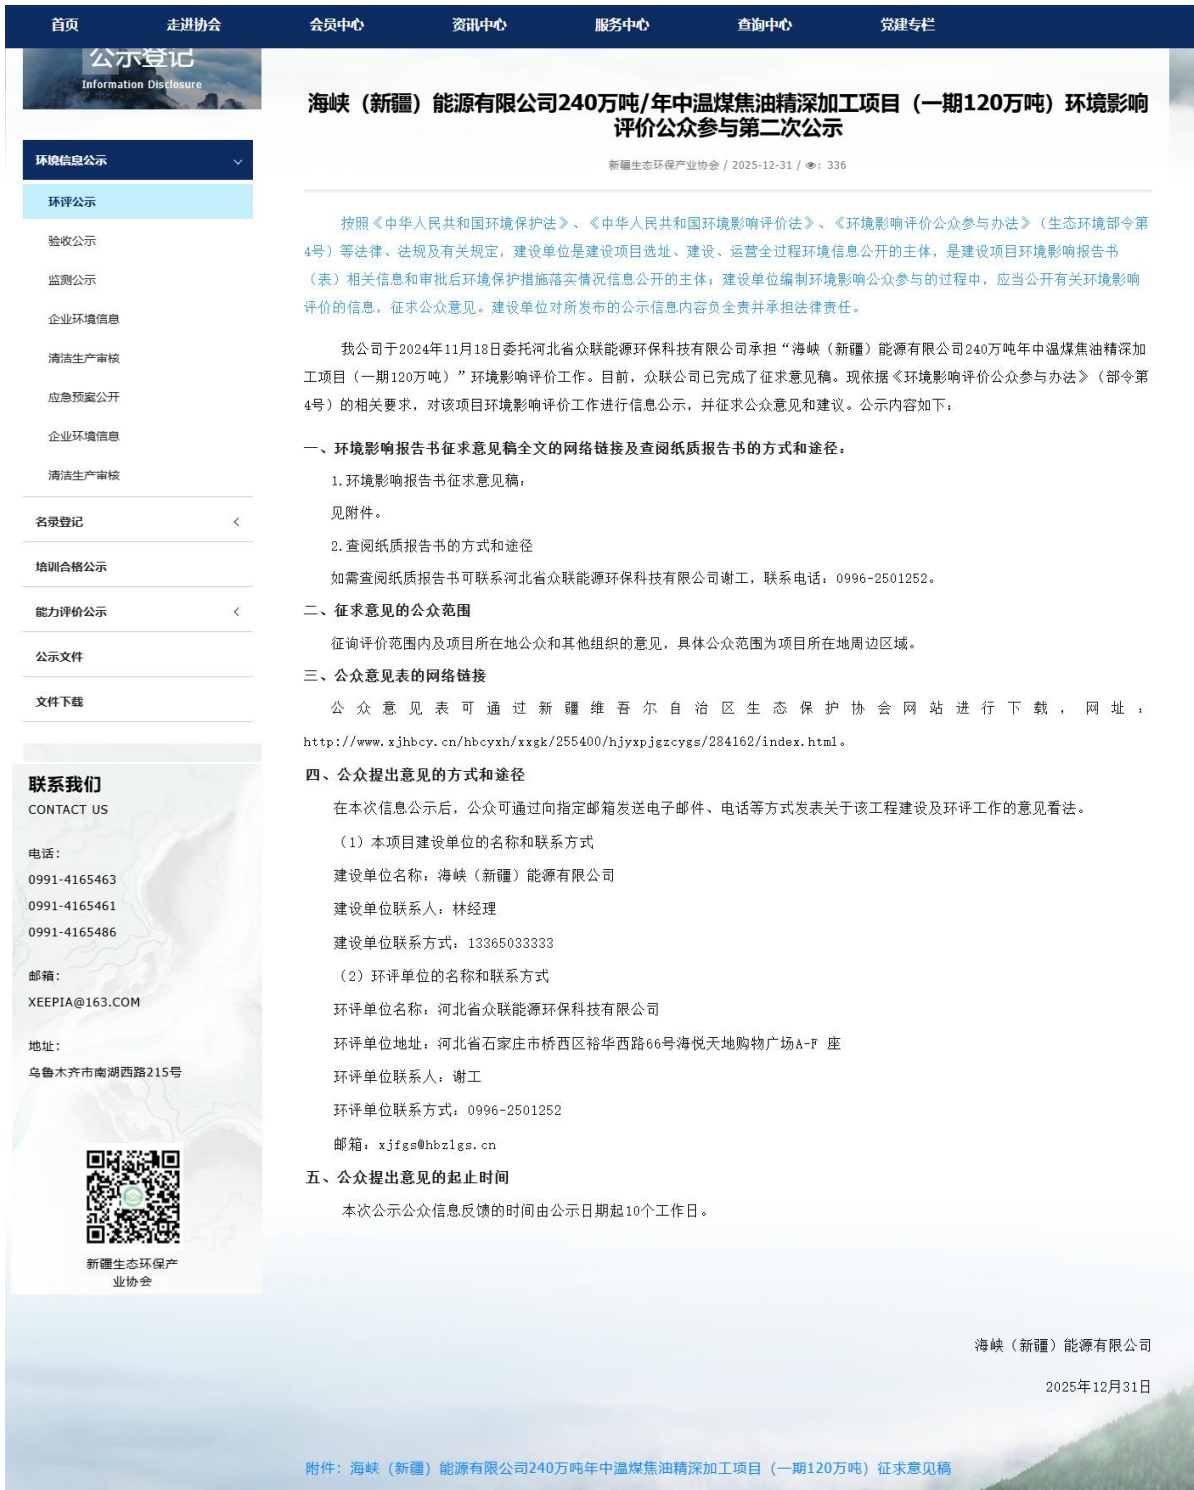 首页 走进协会 会员中心 资讯中心 服务中心 查询中心 党建专栏
公示登记
Information Disclosure
环境信息公示
环评公示
验收公示
监测公示
企业环境信息
清洁生产审核
应急预案公开
企业环境信息
清洁生产审核
名录登记
培训合格公示
能力评价公示
公示文件
文件下载
联系我们
CONTACT US
电话：
0991-4165463
0991-4165461
0991-4165486
邮箱：
XEEPIA@163.COM
地址：
乌鲁木齐市南湖西路215号
新疆生态环保产
业协会
海峡（新疆）能源有限公司240万吨/年中温煤焦油精深加工项目（一期120万吨）环境影响
评价公众参与第二次公示
新疆生态环保产业协会 / 2025-12-31 / : 336
按照《中华人民共和国环境保护法》、《中华人民共和国环境影响评价法》、《环境影响评价公众参与办法》（生态环境部令第
4号）等法律、法规及有关规定，建设单位是建设项目选址、建设、运营全过程环境信息公开的主体，是建设项目环境影响报告书
（表）相关信息和审批后环境保护措施落实情况信息公开的主体；建设单位编制环境影响公众参与的过程中，应当公开有关环境影响
评价的信息，征求公众意见。建设单位对所发布的公示信息内容负全责并承担法律责任。
我公司于2024年11月18日委托河北省众联能源环保科技有限公司承担“海峡（新疆）能源有限公司240万吨年中温煤焦油精深加
工项目（一期120万吨）”环境影响评价工作。目前，众联公司已完成了征求意见稿。现依据《环境影响评价公众参与办法》（部令第
4号）的相关要求，对该项目环境影响评价工作进行信息公示，并征求公众意见和建议。公示内容如下：
一、环境影响报告书征求意见稿全文的网络链接及查阅纸质报告书的方式和途径：
1.环境影响报告书征求意见稿：
见附件。
2.查阅纸质报告书的方式和途径
如需查阅纸质报告书可联系河北省众联能源环保科技有限公司谢工，联系电话：0996-2501252。
二、征求意见的公众范围
征询评价范围内及项目所在地公众和其他组织的意见，具体公众范围为项目所在地周边区域。
三、公众意见表的网络链接
公众意见表可通过新疆维吾尔自治区生态保护协会网站进行下载，网址：
http://www.xjhbcy.cn/hbcyxh/xxgk/255400/hjyxpjgzcygs/284162/index.html。
四、公众提出意见的方式和途径
在本次信息公示后，公众可通过向指定邮箱发送电子邮件、电话等方式发表关于该工程建设及环评工作的意见看法。
（1）本项目建设单位的名称和联系方式
建设单位名称：海峡（新疆）能源有限公司
建设单位联系人：林经理
建设单位联系方式：13365033333
（2）环评单位的名称和联系方式
环评单位名称：河北省众联能源环保科技有限公司
环评单位地址：河北省石家庄市桥西区裕华西路66号海悦天地购物广场A-F 座
环评单位联系人：谢工
环评单位联系方式：0996-2501252
邮箱：xjfgs@hbzlgs.cn
五、公众提出意见的起止时间
本次公示公众信息反馈的时间由公示日期起10个工作日。
海峡（新疆）能源有限公司
2025年12月31日
附件：海峡（新疆）能源有限公司240万吨年中温煤焦油精深加工项目（一期120万吨）征求意见稿